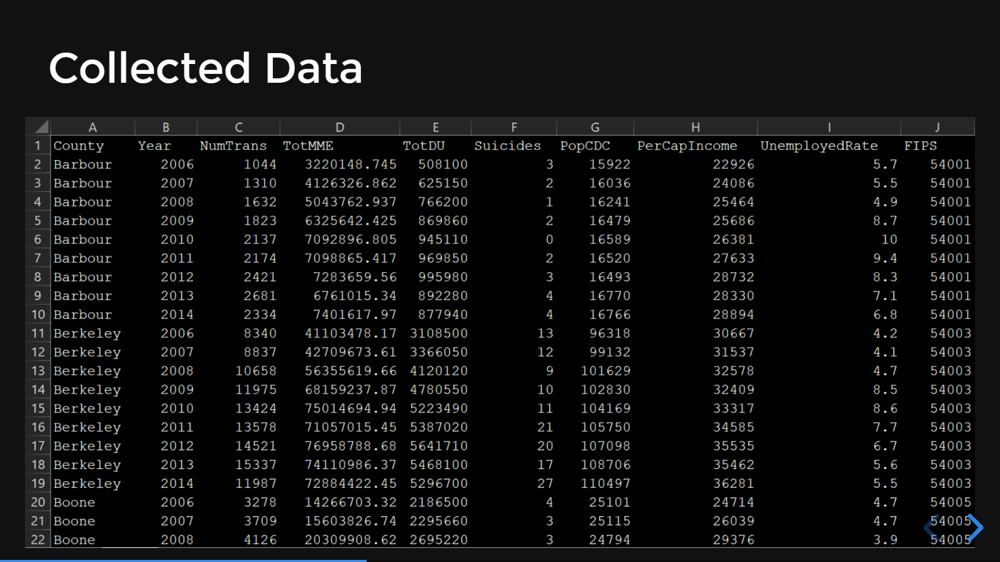 Collected Data
A B C D E F G H I J
1 County Year NumTrans TotMME TotDU Suicides PopCDC PerCapIncome UnemployedRate FIPS
2 Barbour 2006 1044 3220148.745 508100 3 15922 22926 5.7 54001
3 Barbour 2007 1310 4126326.862 625150 2 16036 24086 5.5 54001
4 Barbour 2008 1632 5043762.937 766200 1 16241 25464 4.9 54001
5 Barbour 2009 1823 6325642.425 869860 2 16479 25686 8.7 54001
6 Barbour 2010 2137 7092896.805 945110 0 16589 26381 10 54001
7 Barbour 2011 2174 7098865.417 969850 2 16520 27633 9.4 54001
8 Barbour 2012 2421 7283659.56 995980 3 16493 28732 8.3 54001
9 Barbour 2013 2681 6761015.34 892280 4 16770 28330 7.1 54001
10 Barbour 2014 2334 7401617.97 877940 4 16766 28894 6.8 54001
11 Berkeley 2006 8340 41103478.17 3108500 13 96318 30667 4.2 54003
12 Berkeley 2007 8837 42709673.61 3366050 12 99132 31537 4.1 54003
13 Berkeley 2008 10658 56355619.66 4120120 9 101629 32578 4.7 54003
14 Berkeley 2009 11975 68159237.87 4780550 10 102830 32409 8.5 54003
15 Berkeley 2010 13424 75014694.94 5223490 11 104169 33317 8.6 54003
16 Berkeley 2011 13578 71057015.45 5387020 21 105750 34585 7.7 54003
17 Berkeley 2012 14521 76958788.68 5641710 20 107098 35535 6.7 54003
18 Berkeley 2013 15337 74110986.37 5468100 17 108706 35462 5.6 54003
19 Berkeley 2014 11987 72884422.45 5296700 27 110497 36281 5.5 54003
20 Boone 2006 3278 14266703.32 2186500 4 25101 24714 4.7 54005
21 Boone 2007 3709 15603826.74 2295660 3 25115 26039 4.7 54005
22 Boone 2008 4126 20309908.62 2695220 3 24794 29376 3.9 54005